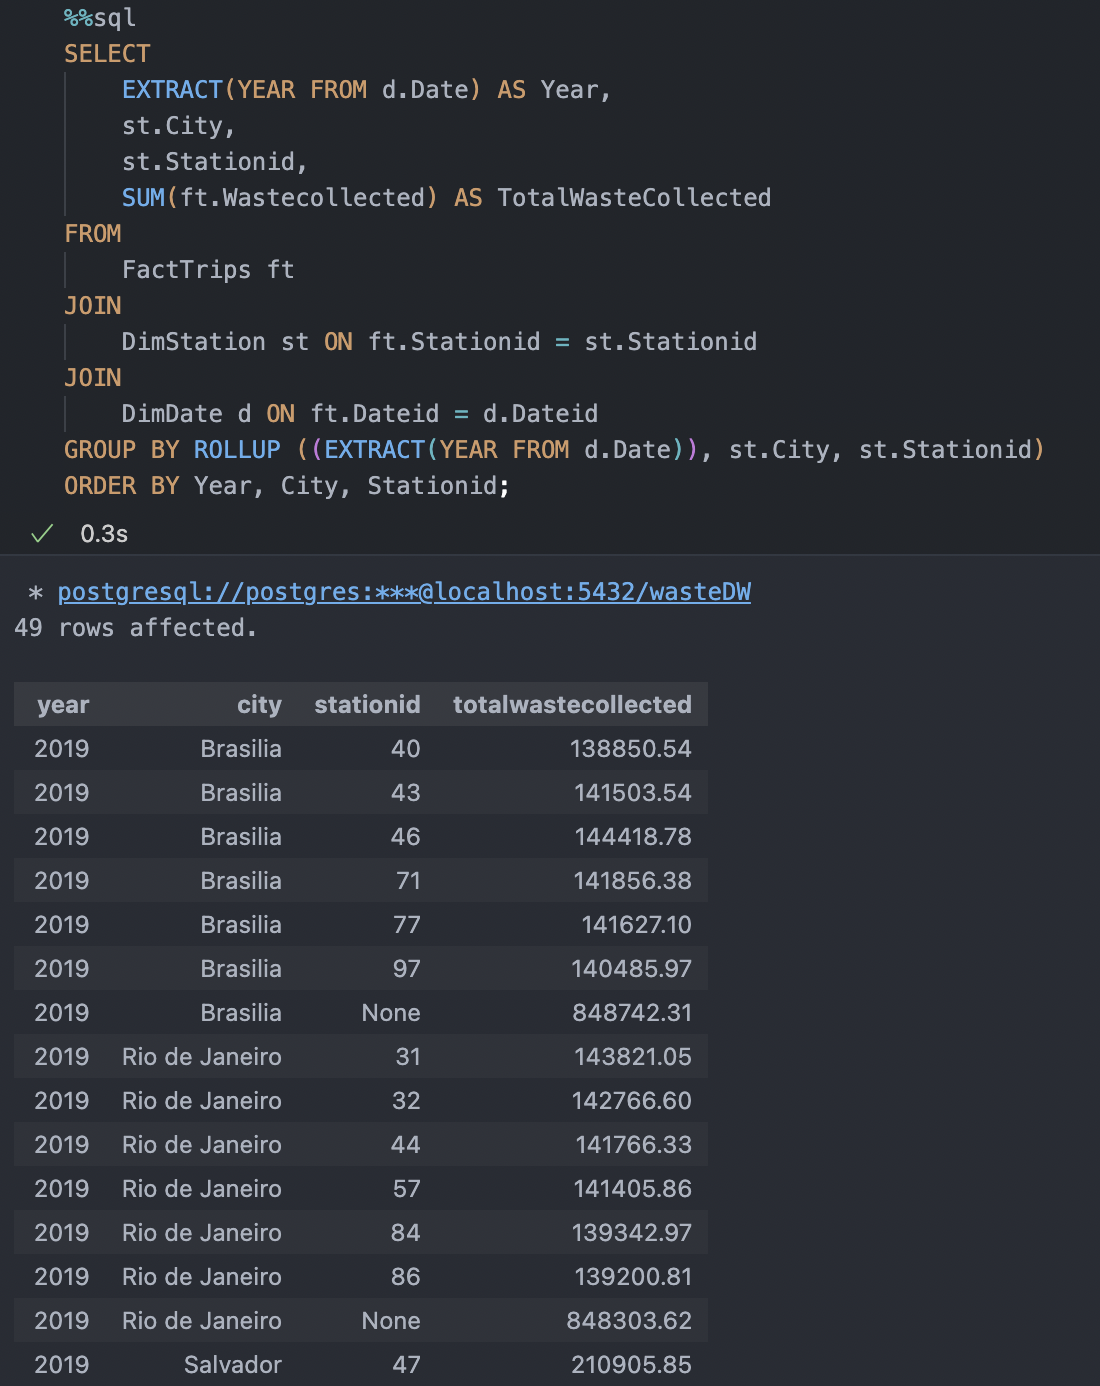 %%sql
SELECT
EXTRACT(YEAR FROM d.Date) AS Year,
st.City,
st.Stationid,
SUM(ft.Wastecollected) AS TotalWasteCollected
FROM
FactTrips ft
JOIN
DimStation st ON ft.Stationid = st.Stationid
JOIN
DimDate d ON ft.Dateid = d.Dateid
GROUP BY ROLLUP ((EXTRACT(YEAR FROM d.Date)), st.City, st.Stationid)
ORDER BY Year, City, Stationid;
✓ 0.3s
* postgresql://postgres:***@localhost:5432/wasteDW
49 rows affected.
year city stationid totalwastecollected
2019 Brasilia 40 138850.54
2019 Brasilia 43 141503.54
2019 Brasilia 46 144418.78
2019 Brasilia 71 141856.38
2019 Brasilia 77 141627.10
2019 Brasilia 97 140485.97
2019 Brasilia None 848742.31
2019 Rio de Janeiro 31 143821.05
2019 Rio de Janeiro 32 142766.60
2019 Rio de Janeiro 44 141766.33
2019 Rio de Janeiro 57 141405.86
2019 Rio de Janeiro 84 139342.97
2019 Rio de Janeiro 86 139200.81
2019 Rio de Janeiro None 848303.62
2019 Salvador 47 210905.85